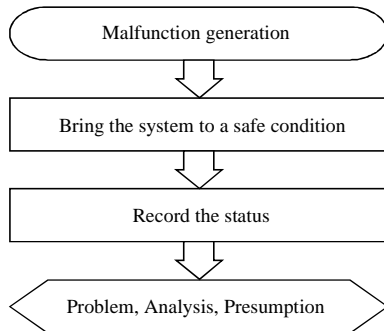 Malfunction generation
Bring the system to a safe condition
Record the status
Problem, Analysis, Presumption